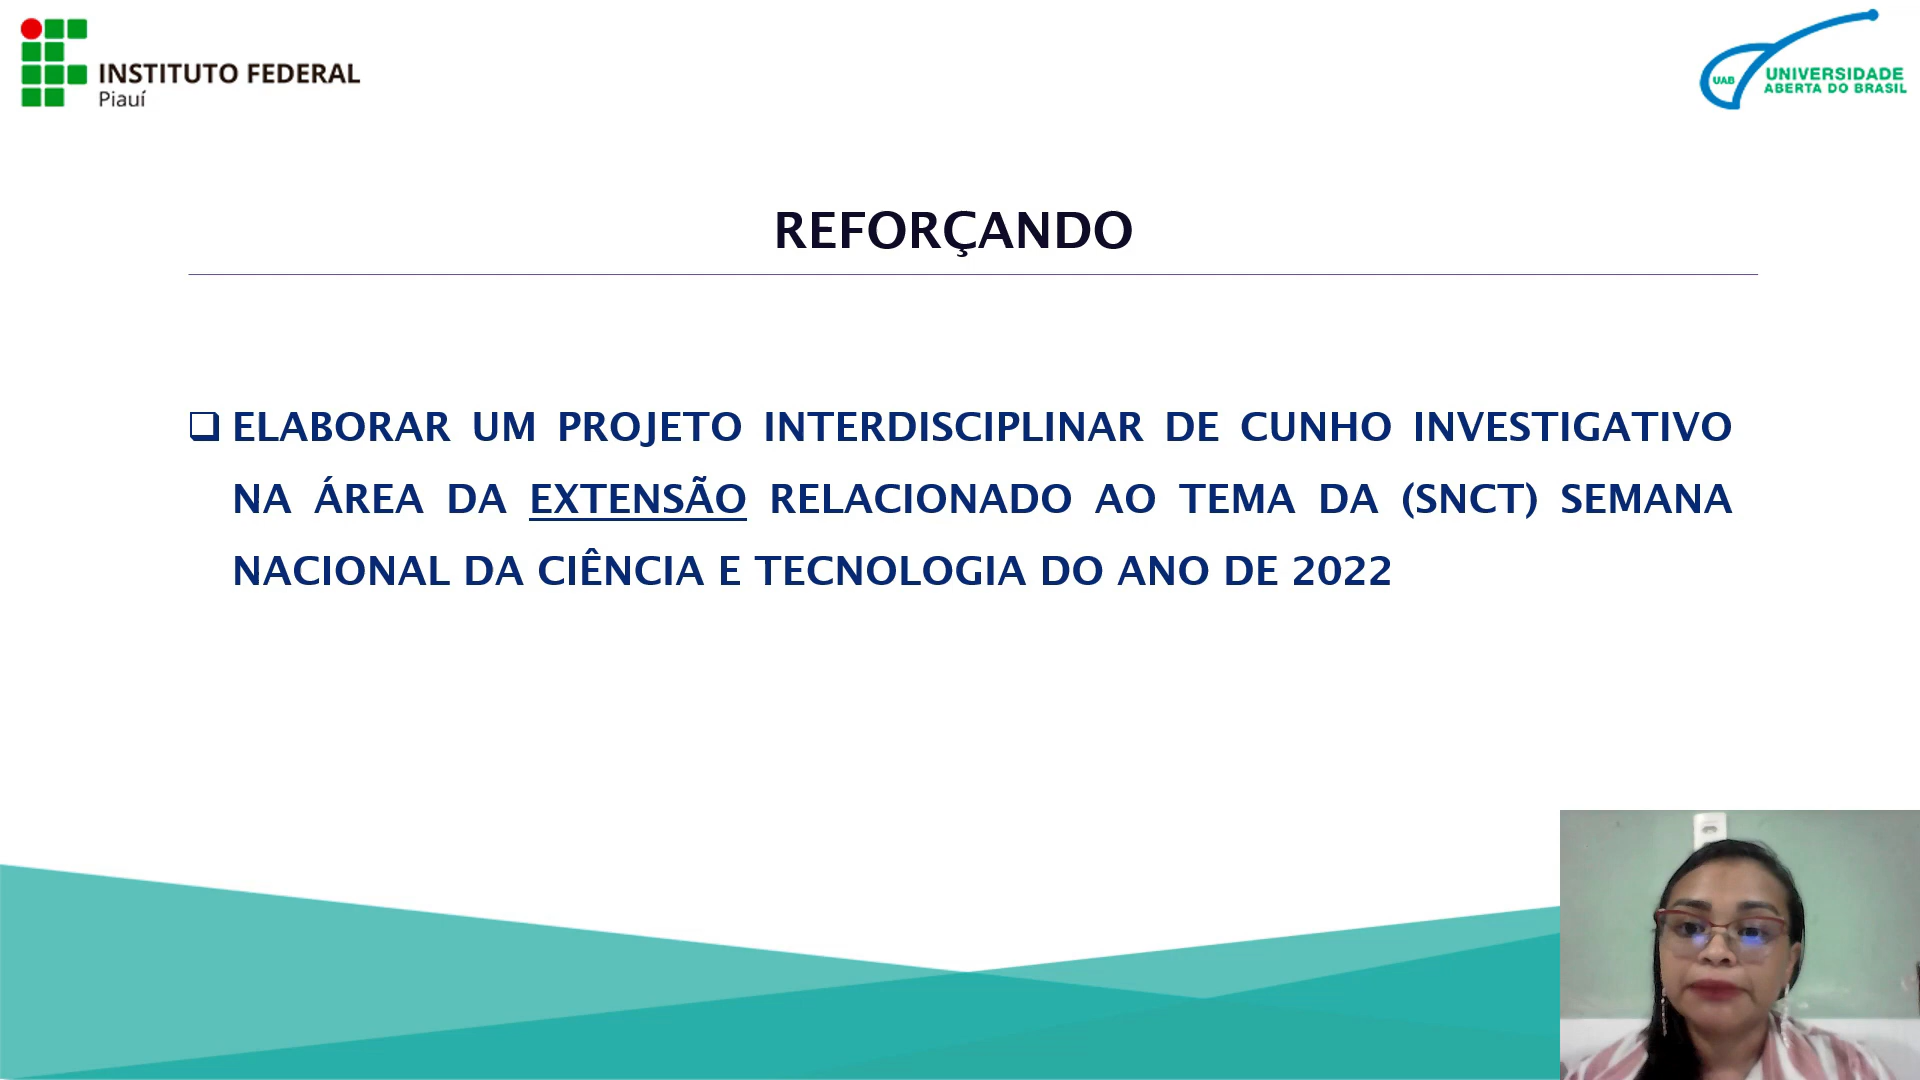 INSTITUTO FEDERAL
Piauí
UAB
UNIVERSIDADE
ABERTA DO BRASIL
REFORÇANDO
ELABORAR UM PROJETO INTERDISCIPLINAR DE CUNHO INVESTIGATIVO
NA ÁREA DA EXTENSÃO RELACIONADO AO TEMA DA (SNCT) SEMANA
NACIONAL DA CIÊNCIA E TECNOLOGIA DO ANO DE 2022